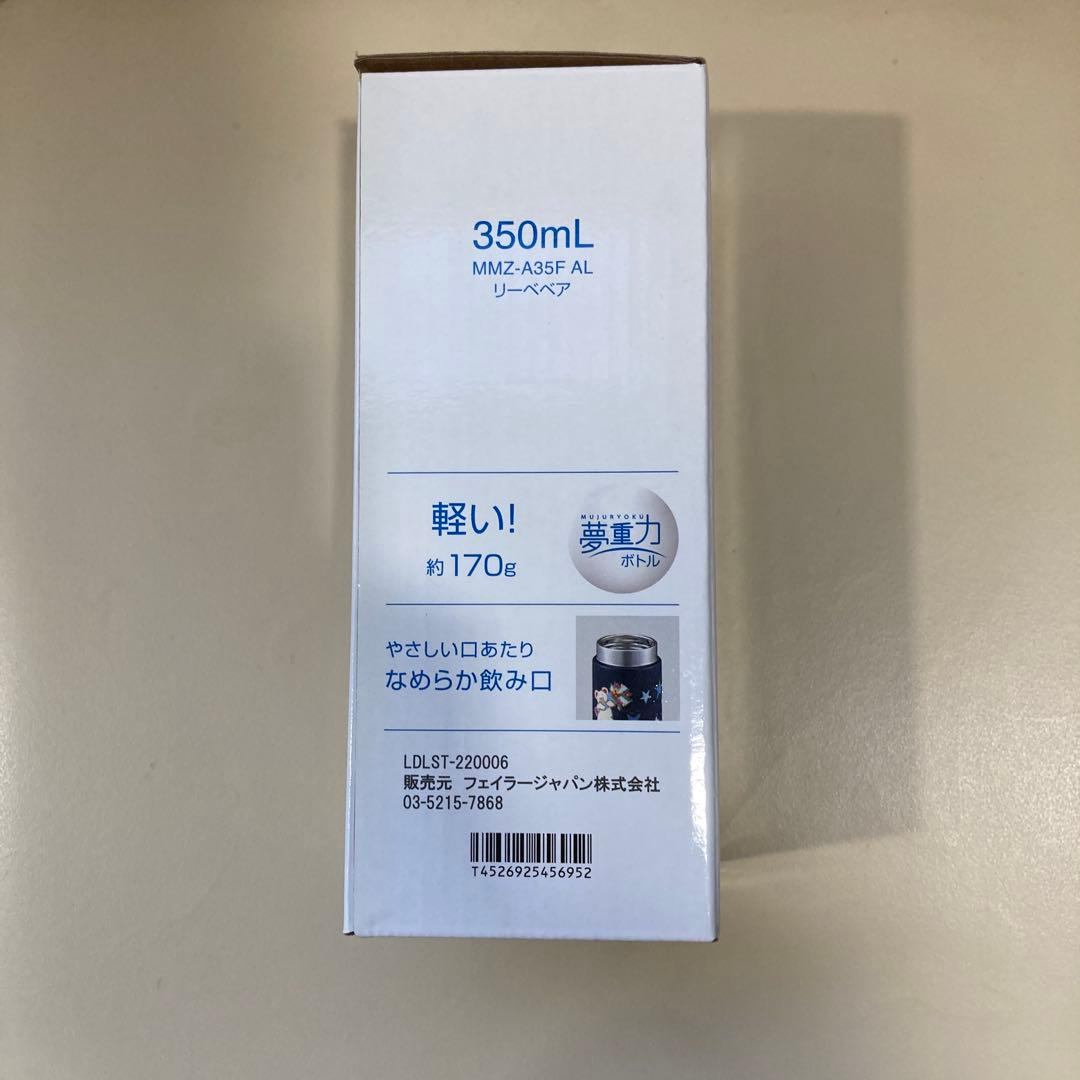 350mL
MMZ-A35F AL
リーベベア
軽い!
約170g
MUJURYOKU
夢重力
ボトル
やさしい口あたり
なめらか飲み口
LDLST-220006
販売元 フェイラージャパン株式会社
03-5215-7868
T4526925456952